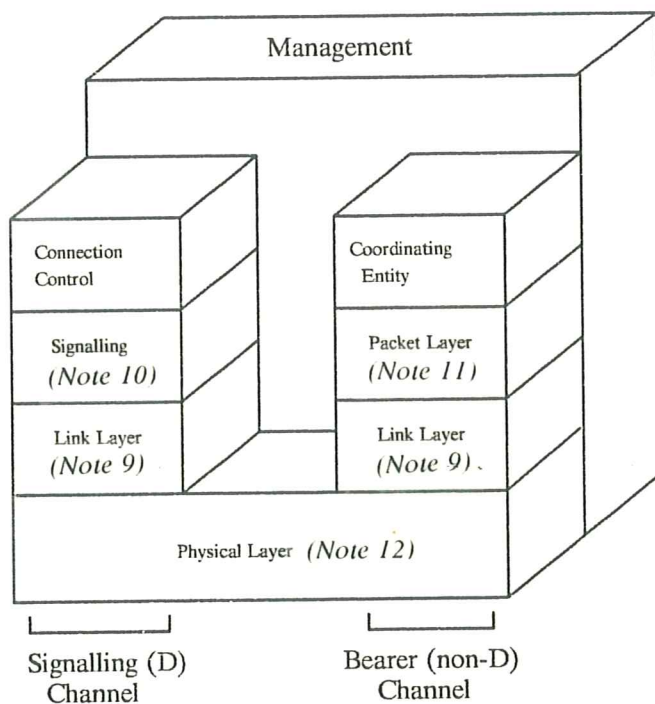 Management
Connection
Control
Signalling
(Note 10)
Link Layer
(Note 9)
Coordinating
Entity
Packet Layer
(Note 11)
Link Layer
(Note 9)
Physical Layer (Note 12)
Signalling (D)
Channel
Bearer (non-D)
Channel